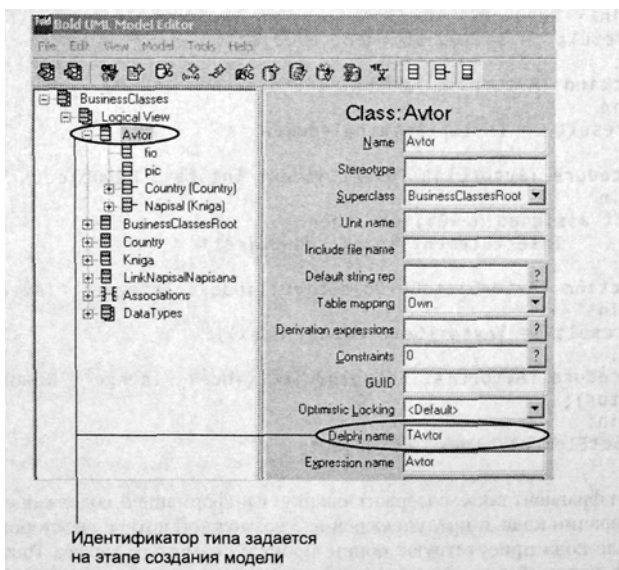 Bold UML Model Editor
File Edit View Model Tools Help
BusinessClasses
Logical View
Avtor
fio
pic
Country (Country)
Napisal (Kniga)
BusinessClassesRoot
Country
Kniga
LinkNapisalNapisana
Associations
DataTypes
Class: Avtor
Name Avtor
Stereotype
Superclass BusinessClassesRoot
Unit name
Include file name
Default string rep ?
Table mapping Own
Derivation expressions ?
Constraints 0 ?
GUID
Optimistic Locking <Default>
Delphi name TAvtor
Expression name Avtor
Идентификатор типа задается
на этапе создания модели